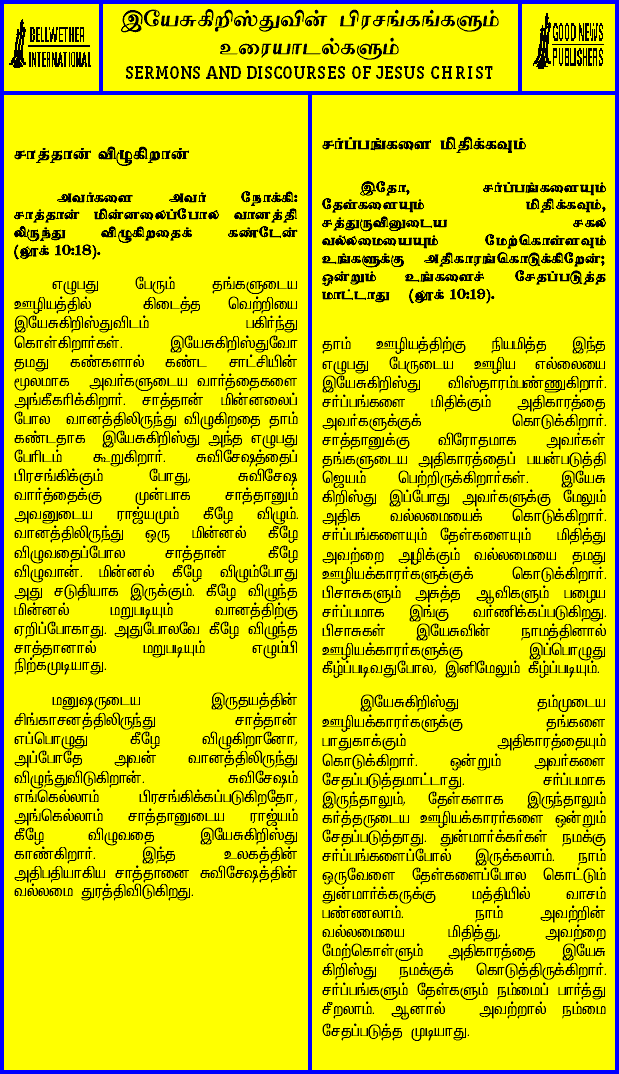 BELLWETHER
INTERNATIONAL
இயேசுகிறிஸ்துவின் பிரசங்கங்களும்
உரையாடல்களும்
SERMONS AND DISCOURSES OF JESUS CHRIST
GOOD NEWS
PUBLISHERS
சாத்தான் விழுகிறான்
அவர்களை அவர் நோக்கி:
சாத்தான் மின்னலைப்போல வானத்தி
லிருந்து விழுகிறதைக் கண்டேன்
(லூக் 10:18).
எழுபது பேரும் தங்களுடைய
ஊழியத்தில் கிடைத்த வெற்றியை
இயேசுகிறிஸ்துவிடம் பகிர்ந்து
கொள்கிறார்கள். இயேசுகிறிஸ்துவோ
தமது கண்களால் கண்ட சாட்சியின்
மூலமாக அவர்களுடைய வார்த்தைகளை
அங்கீகரிக்கிறார். சாத்தான் மின்னலைப்
போல வானத்திலிருந்து விழுகிறதை தாம்
கண்டதாக இயேசுகிறிஸ்து அந்த எழுபது
பேரிடம் கூறுகிறார். சுவிசேஷத்தைப்
பிரசங்கிக்கும் போது, சுவிசேஷ
வார்த்தைக்கு முன்பாக சாத்தானும்
அவனுடைய ராஜ்யமும் கீழே விழும்.
வானத்திலிருந்து ஒரு மின்னல் கீழே
விழுவதைப்போல சாத்தான் கீழே
விழுவான். மின்னல் கீழே விழும்போது
அது சடுதியாக இருக்கும். கீழே விழுந்த
மின்னல் மறுபடியும் வானத்திற்கு
ஏறிப்போகாது. அதுபோலவே கீழே விழுந்த
சாத்தானால் மறுபடியும் எழும்பி
நிற்கமுடியாது.
மனுஷருடைய இருதயத்தின்
சிங்காசனத்திலிருந்து சாத்தான்
எப்பொழுது கீழே விழுகிறானோ,
அப்போதே அவன் வானத்திலிருந்து
விழுந்துவிடுகிறான். சுவிசேஷம்
எங்கெல்லாம் பிரசங்கிக்கப்படுகிறதோ,
அங்கெல்லாம் சாத்தானுடைய ராஜ்யம்
கீழே விழுவதை இயேசுகிறிஸ்து
காண்கிறார். இந்த உலகத்தின்
அதிபதியாகிய சாத்தானை சுவிசேஷத்தின்
வல்லமை துரத்திவிடுகிறது.
சர்ப்பங்களை மிதிக்கவும்
இதோ, சர்ப்பங்களையும்
தேள்களையும் மிதிக்கவும்,
சத்துருவினுடைய சகல
வல்லமையையும் மேற்கொள்ளவும்
உங்களுக்கு அதிகாரங்கொடுக்கிறேன்;
ஒன்றும் உங்களைச் சேதப்படுத்த
மாட்டாது (லூக் 10:19).
தாம் ஊழியத்திற்கு நியமித்த இந்த
எழுபது பேருடைய ஊழிய எல்லையை
இயேசுகிறிஸ்து விஸ்தாரம்பண்ணுகிறார்.
சர்ப்பங்களை மிதிக்கும் அதிகாரத்தை
அவர்களுக்குக் கொடுக்கிறார்.
சாத்தானுக்கு விரோதமாக அவர்கள்
தங்களுடைய அதிகாரத்தைப் பயன்படுத்தி
ஜெயம் பெற்றிருக்கிறார்கள். இயேசு
கிறிஸ்து இப்போது அவர்களுக்கு மேலும்
அதிக வல்லமையைக் கொடுக்கிறார்.
சர்ப்பங்களையும் தேள்களையும் மிதித்து
அவற்றை அழிக்கும் வல்லமையை தமது
ஊழியக்காரர்களுக்குக் கொடுக்கிறார்.
பிசாசுகளும் அசுத்த ஆவிகளும் பழைய
சர்ப்பமாக இங்கு வர்ணிக்கப்படுகிறது.
பிசாசுகள் இயேசுவின் நாமத்தினால்
ஊழியக்காரர்களுக்கு இப்பொழுது
கீழ்ப்படிவதுபோல, இனிமேலும் கீழ்ப்படியும்.
இயேசுகிறிஸ்து தம்முடைய
ஊழியக்காரர்களுக்கு தங்களை
பாதுகாக்கும் அதிகாரத்தையும்
கொடுக்கிறார். ஒன்றும் அவர்களை
சேதப்படுத்தமாட்டாது. சர்ப்பமாக
இருந்தாலும், தேள்களாக இருந்தாலும்
கர்த்தருடைய ஊழியக்காரர்களை ஒன்றும்
சேதப்படுத்தாது. துன்மார்க்கர்கள் நமக்கு
சர்ப்பங்களைப்போல் இருக்கலாம். நாம்
ஒருவேளை தேள்களைப்போல கொட்டும்
துன்மார்க்கருக்கு மத்தியில் வாசம்
பண்ணலாம். நாம் அவற்றின்
வல்லமையை மிதித்து, அவற்றை
மேற்கொள்ளும் அதிகாரத்தை இயேசு
கிறிஸ்து நமக்குக் கொடுத்திருக்கிறார்.
சர்ப்பங்களும் தேள்களும் நம்மைப் பார்த்து
சீறலாம். ஆனால் அவற்றால் நம்மை
சேதப்படுத்த முடியாது.